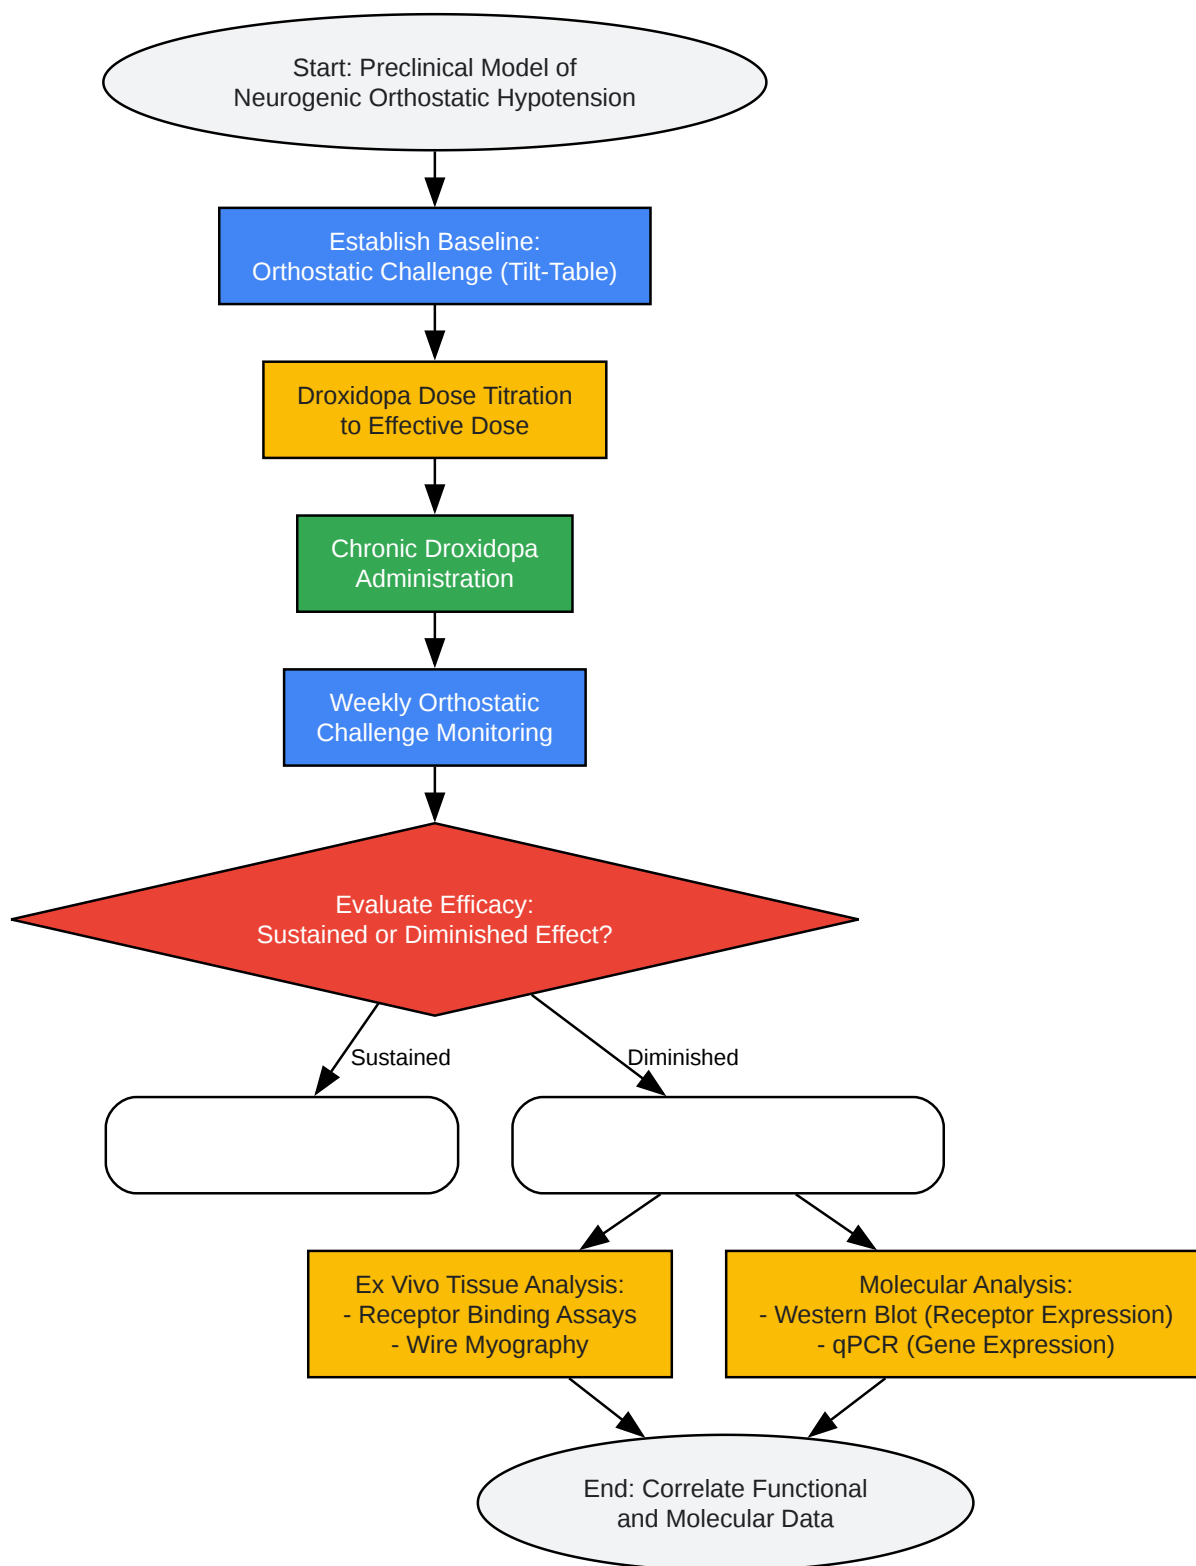 Start: Preclinical Model of
Neurogenic Orthostatic Hypotension
Establish Baseline:
Orthostatic Challenge (Tilt-Table)
Droxidopa Dose Titration
to Effective Dose
Chronic Droxidopa
Administration
Weekly Orthostatic
Challenge Monitoring
Evaluate Efficacy:
Sustained or Diminished Effect?
Sustained
Diminished
Ex Vivo Tissue Analysis:
- Receptor Binding Assays
- Wire Myography
Molecular Analysis:
- Western Blot (Receptor Expression)
- qPCR (Gene Expression)
End: Correlate Functional
and Molecular Data